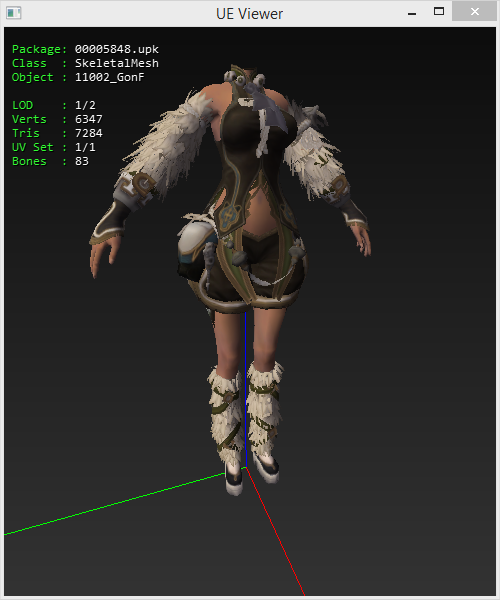 UE Viewer
Package: 00005848.upk
Class : SkeletalMesh
Object : 11002_GonF
LOD : 1/2
Verts : 6347
Tris : 7284
UV Set : 1/1
Bones : 83